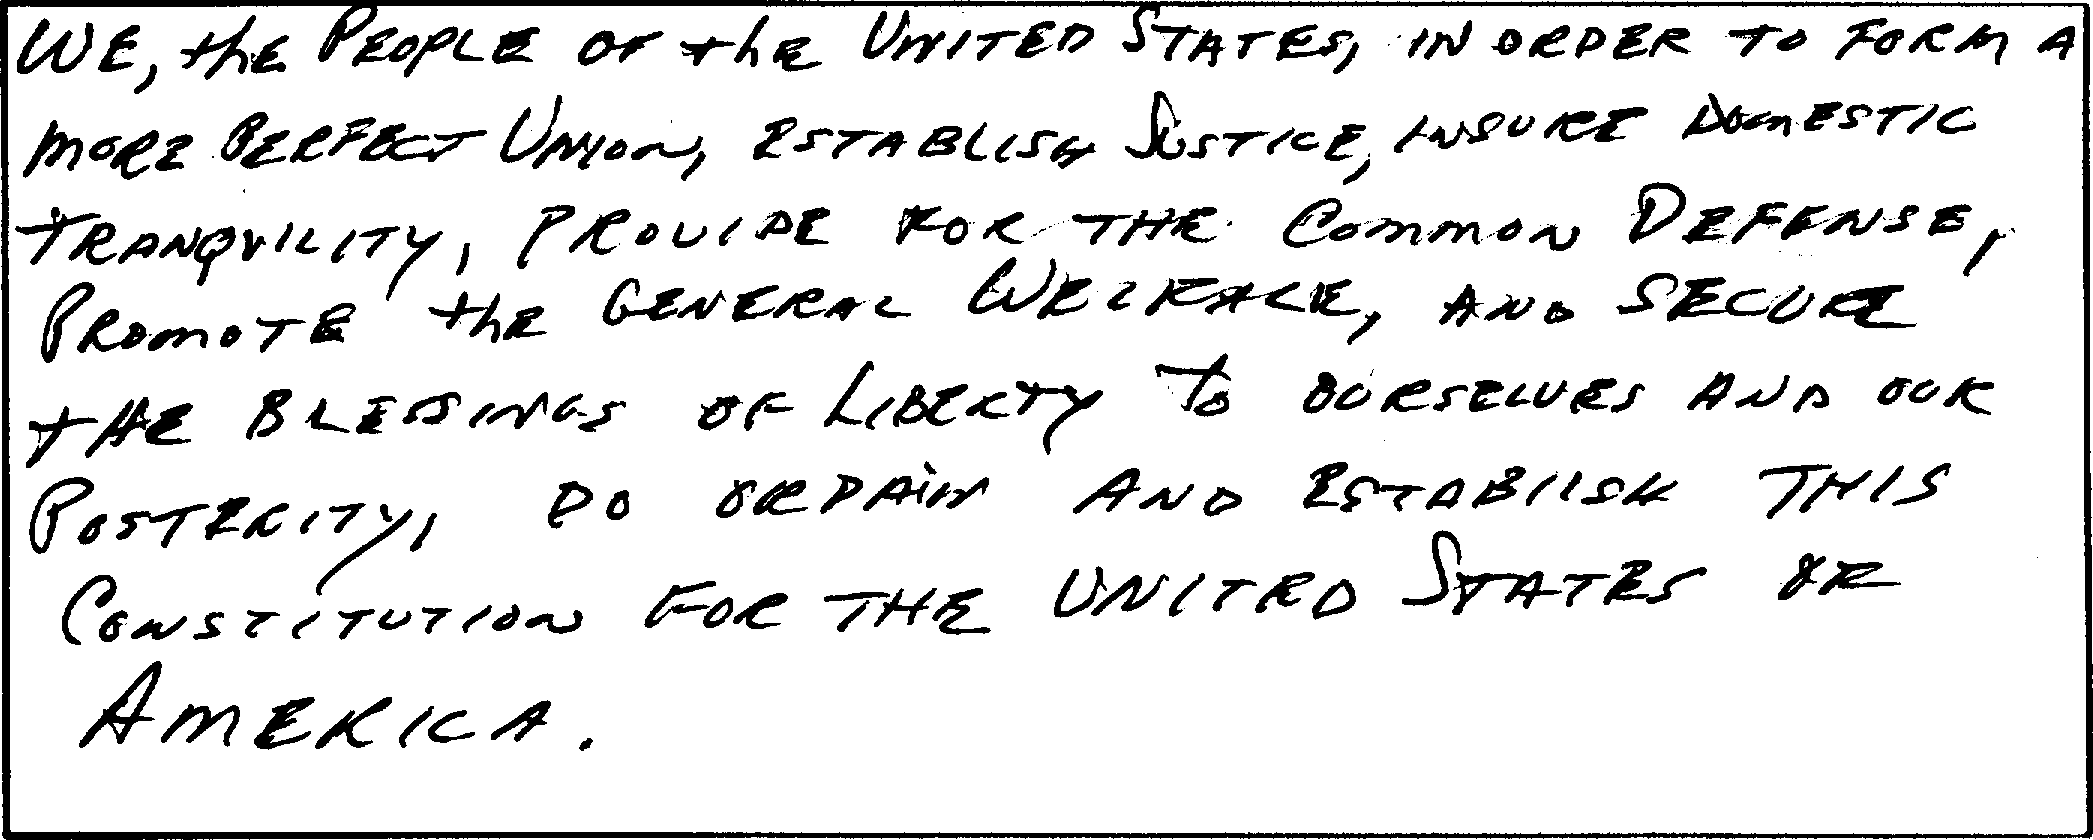 WE, the PEOPLE OF the UNITED STATES, IN ORDER TO FORM A
MORE PERFECT UNION, ESTABLISH JUSTICE, INSURE DOMESTIC
TRANQUILITY, PROVIDE FOR THE COMMON DEFENSE,
PROMOTE the GENERAL WELFARE, AND SECURE
THE BLESSINGS OF LIBERTY TO OURSELVES AND OUR
POSTERITY, DO ORDAIN AND ESTABLISH THIS
CONSTITUTION FOR THE UNITED STATES OF
AMERICA.